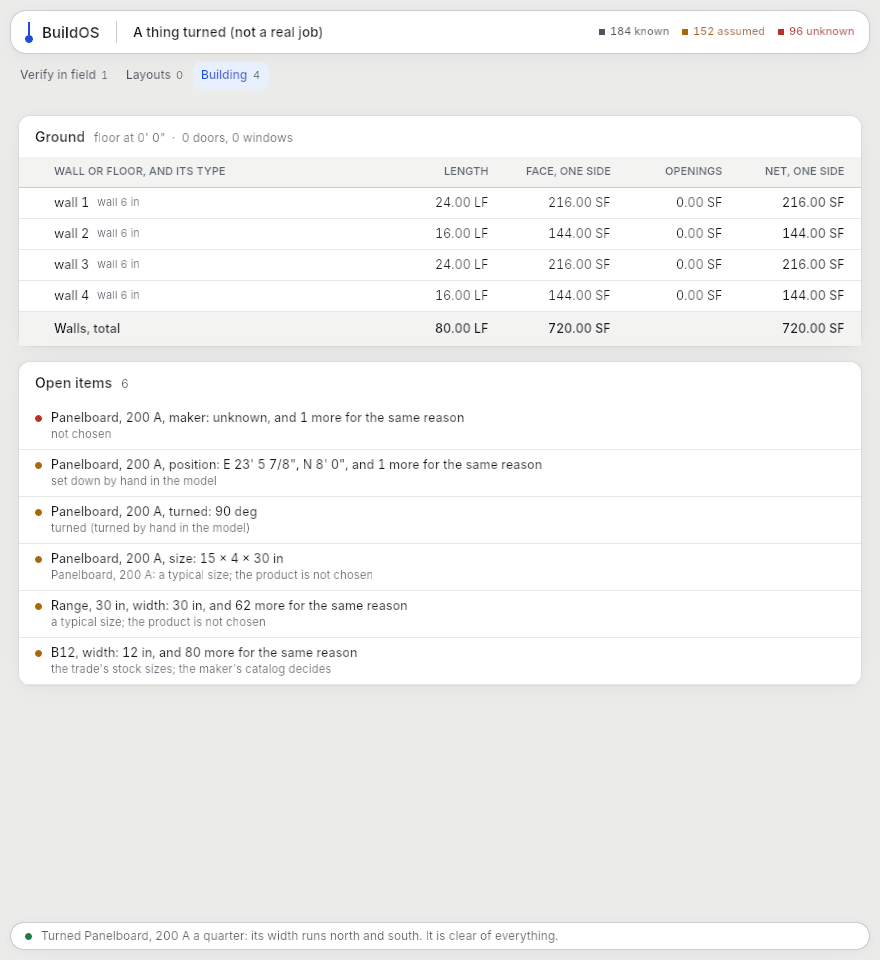 BuildOS A thing turned (not a real job) 184 known 152 assumed 96 unknown
Verify in field 1 Layouts 0 Building 4
Ground floor at 0' 0" · 0 doors, 0 windows
WALL OR FLOOR, AND ITS TYPE LENGTH FACE, ONE SIDE OPENINGS NET, ONE SIDE
wall 1 wall 6 in 24.00 LF 216.00 SF 0.00 SF 216.00 SF
wall 2 wall 6 in 16.00 LF 144.00 SF 0.00 SF 144.00 SF
wall 3 wall 6 in 24.00 LF 216.00 SF 0.00 SF 216.00 SF
wall 4 wall 6 in 16.00 LF 144.00 SF 0.00 SF 144.00 SF
Walls, total 80.00 LF 720.00 SF 720.00 SF
Open items 6
Panelboard, 200 A, maker: unknown, and 1 more for the same reason
not chosen
Panelboard, 200 A, position: E 23' 5 7/8", N 8' 0", and 1 more for the same reason
set down by hand in the model
Panelboard, 200 A, turned: 90 deg
turned (turned by hand in the model)
Panelboard, 200 A, size: 15 × 4 × 30 in
Panelboard, 200 A: a typical size; the product is not chosen
Range, 30 in, width: 30 in, and 62 more for the same reason
a typical size; the product is not chosen
B12, width: 12 in, and 80 more for the same reason
the trade's stock sizes; the maker's catalog decides
Turned Panelboard, 200 A a quarter: its width runs north and south. It is clear of everything.